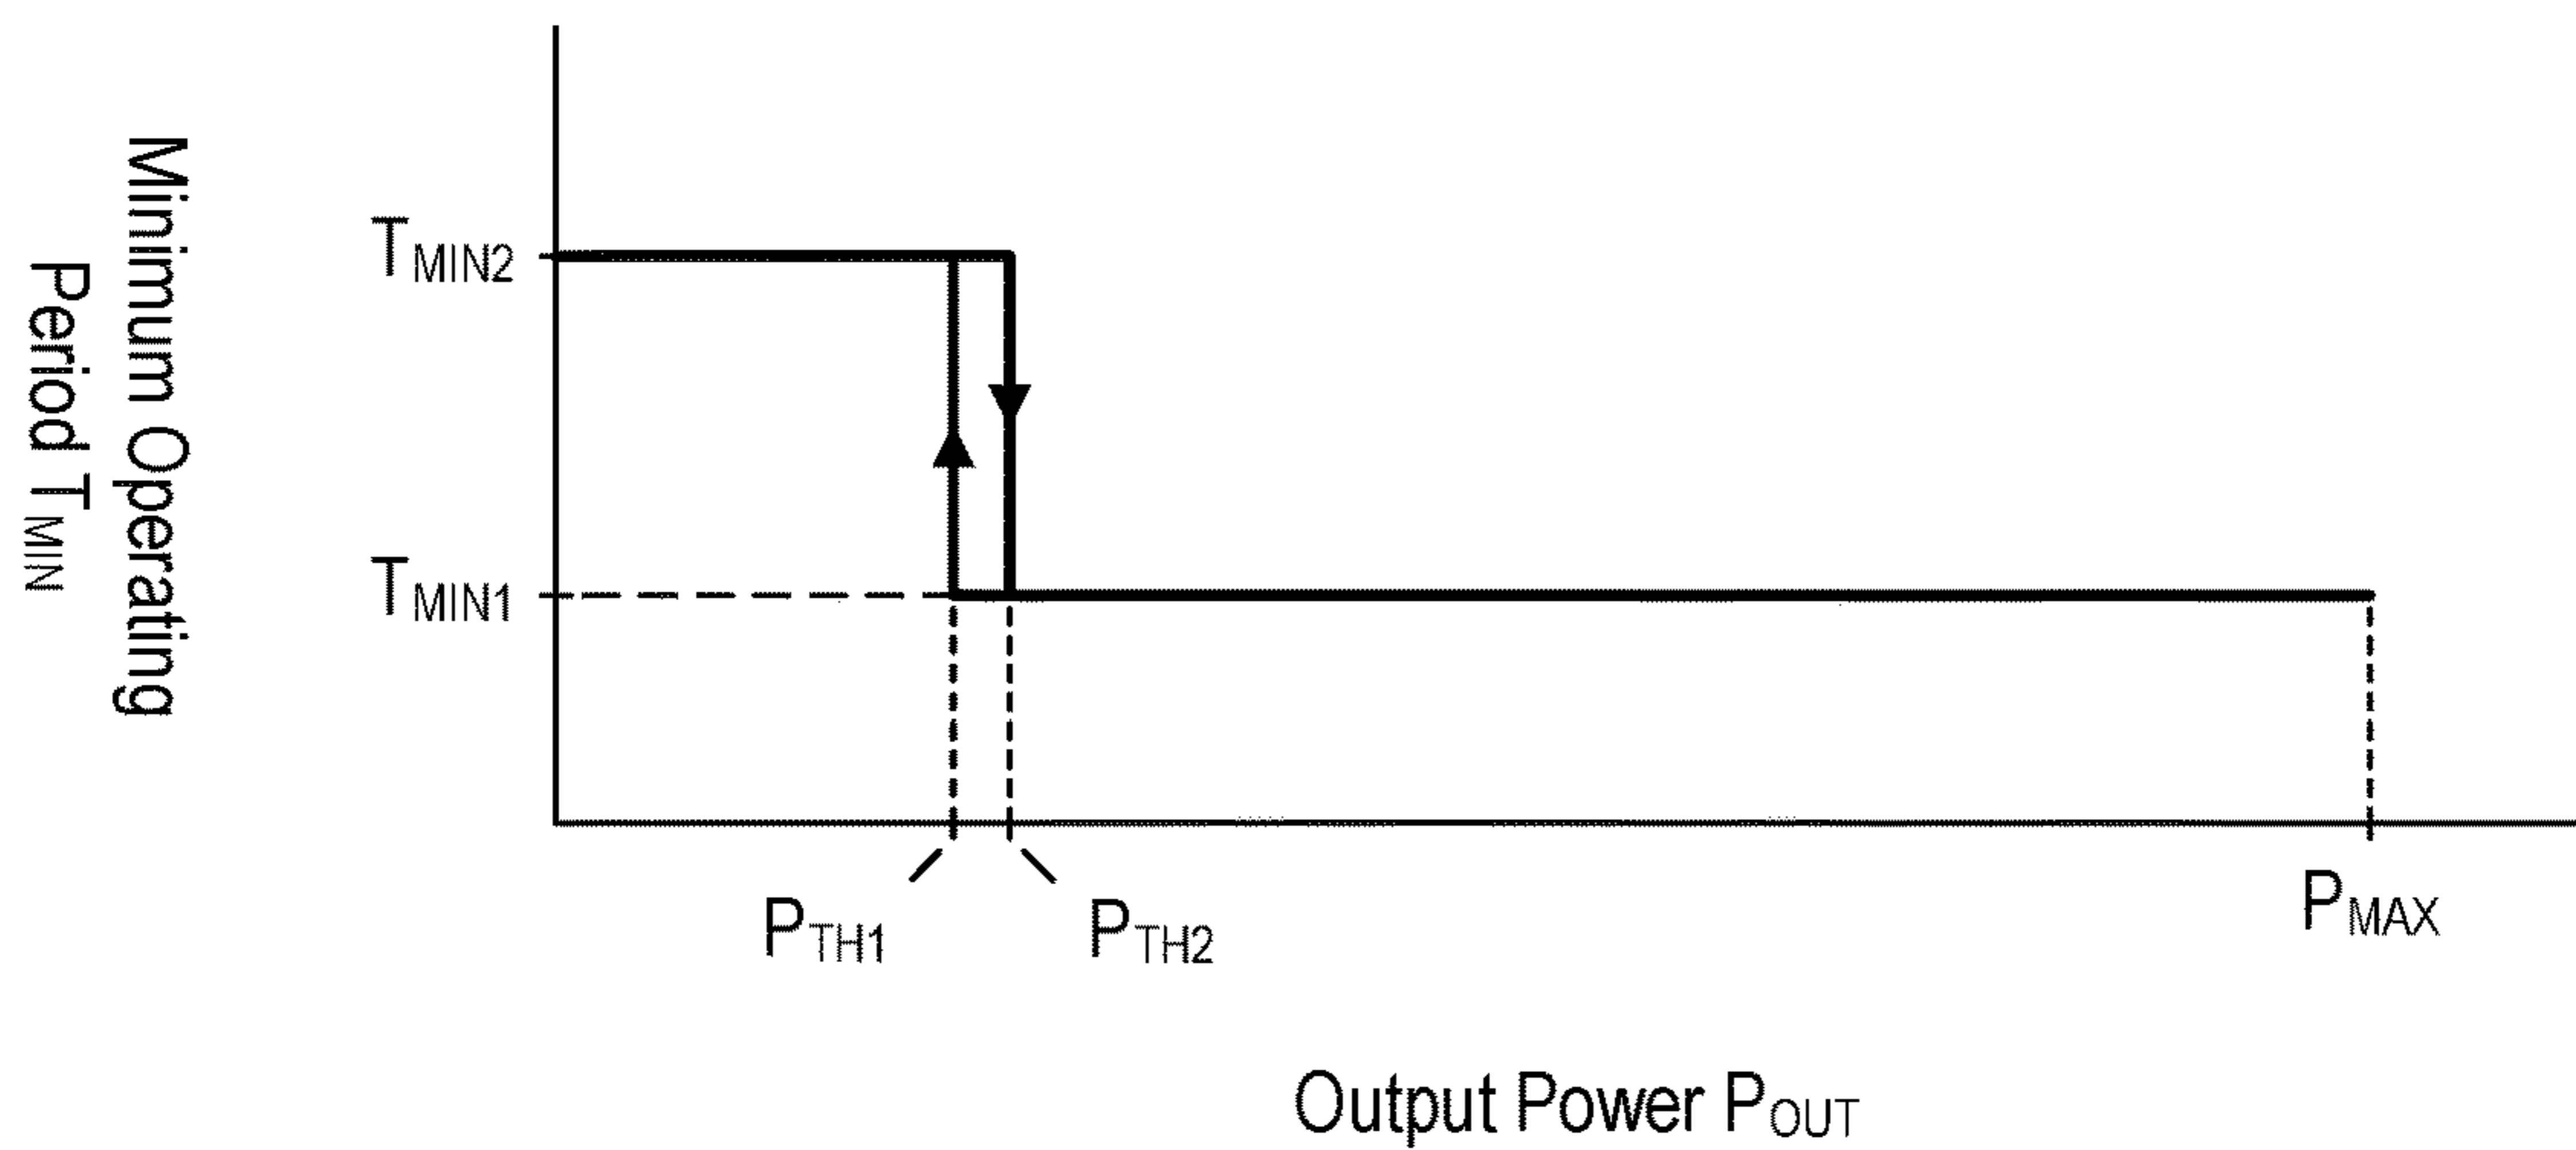 Minimum Operating
Period TMIN
TMIN2
TMIN1
PTH1
PTH2
PMAX
Output Power POUT